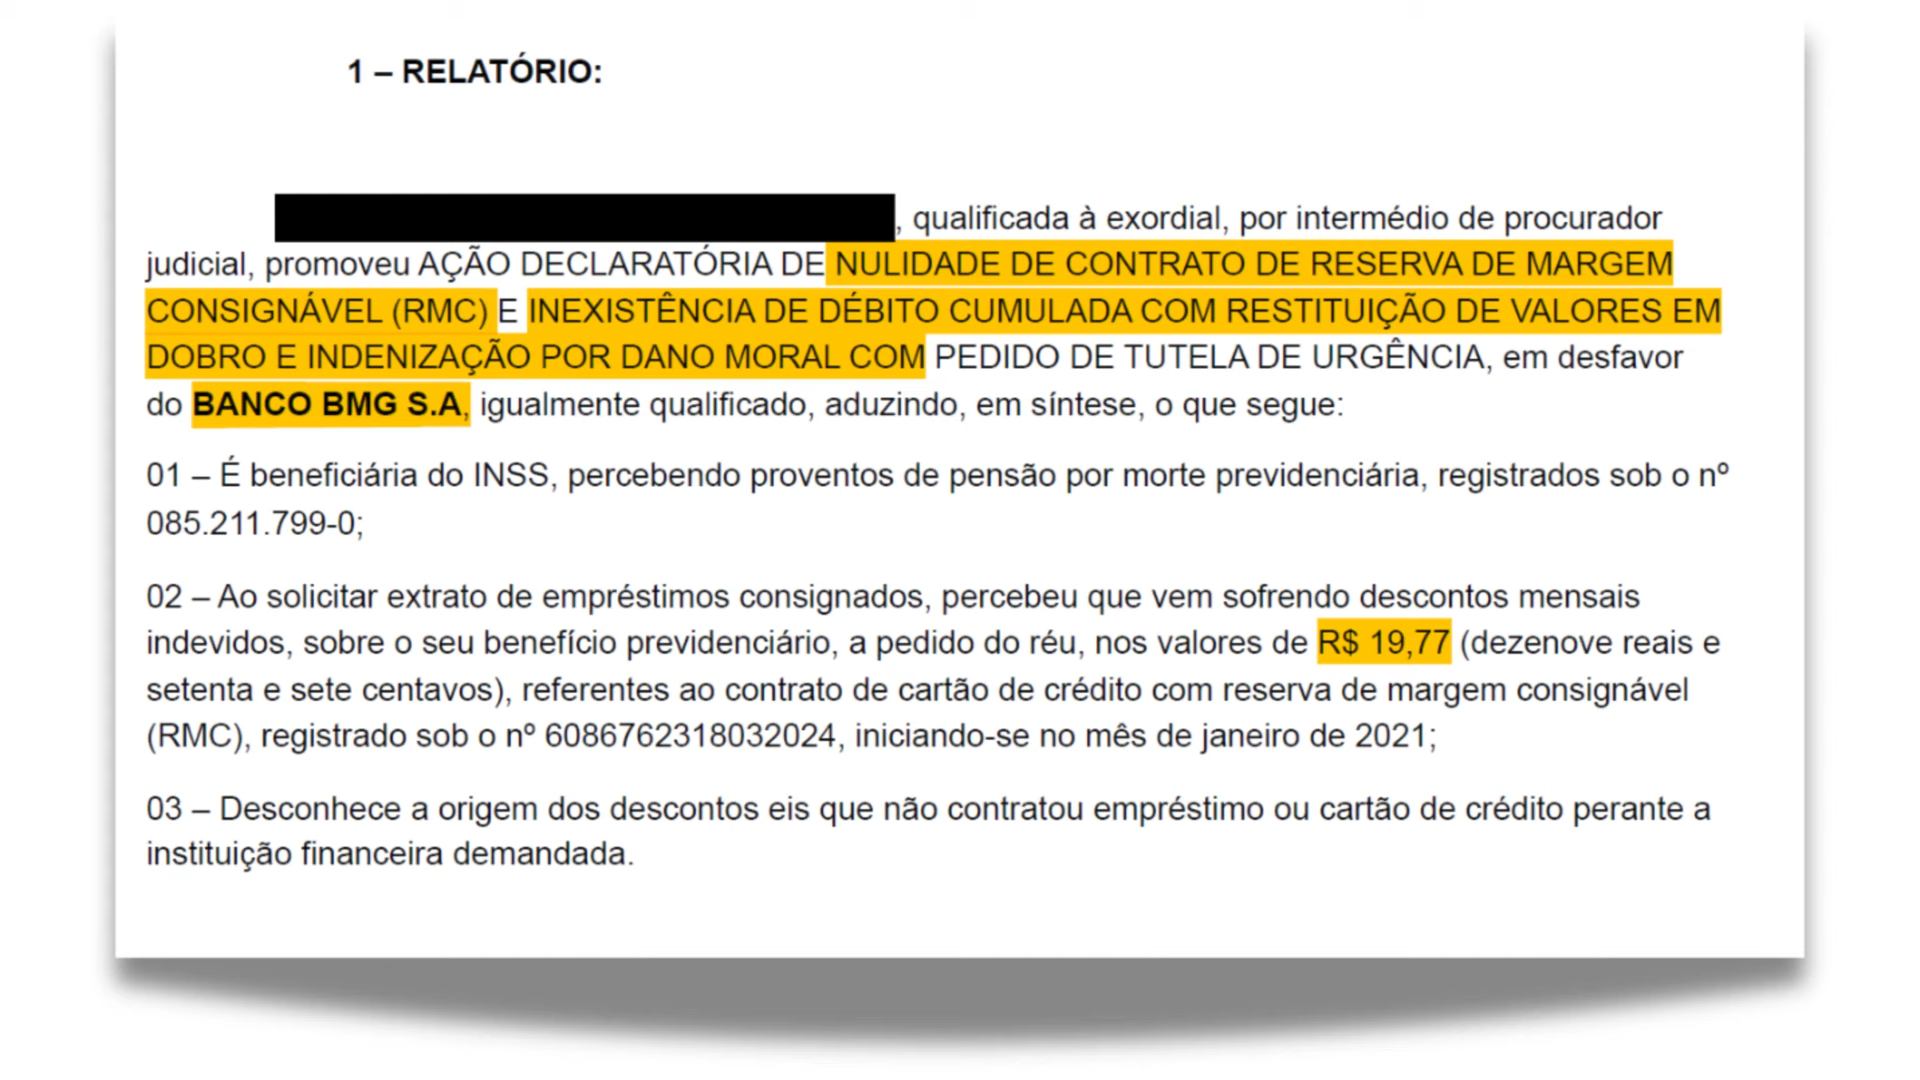 1 – RELATÓRIO:
, qualificada à exordial, por intermédio de procurador
judicial, promoveu AÇÃO DECLARATÓRIA DE NULIDADE DE CONTRATO DE RESERVA DE MARGEM
CONSIGNÁVEL (RMC) E INEXISTÊNCIA DE DÉBITO CUMULADA COM RESTITUIÇÃO DE VALORES EM
DOBRO E INDENIZAÇÃO POR DANO MORAL COM PEDIDO DE TUTELA DE URGÊNCIA, em desfavor
do BANCO BMG S.A, igualmente qualificado, aduzindo, em síntese, o que segue:
01 – É beneficiária do INSS, percebendo proventos de pensão por morte previdenciária, registrados sob o nº
085.211.799-0;
02 – Ao solicitar extrato de empréstimos consignados, percebeu que vem sofrendo descontos mensais
indevidos, sobre o seu benefício previdenciário, a pedido do réu, nos valores de R$ 19,77 (dezenove reais e
setenta e sete centavos), referentes ao contrato de cartão de crédito com reserva de margem consignável
(RMC), registrado sob o nº 6086762318032024, iniciando-se no mês de janeiro de 2021;
03 – Desconhece a origem dos descontos eis que não contratou empréstimo ou cartão de crédito perante a
instituição financeira demandada.